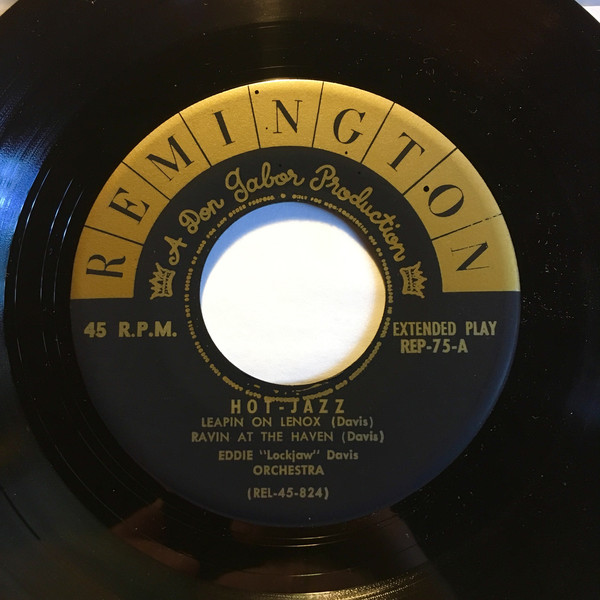 REMINGTON
A Don Gabor Production
45 R.P.M.
EXTENDED PLAY
REP-75-A
HOT-JAZZ
LEAPIN ON LENOX (Davis)
RAVIN AT THE HAVEN (Davis)
EDDIE "Lockjaw" Davis
ORCHESTRA
(REL-45-824)